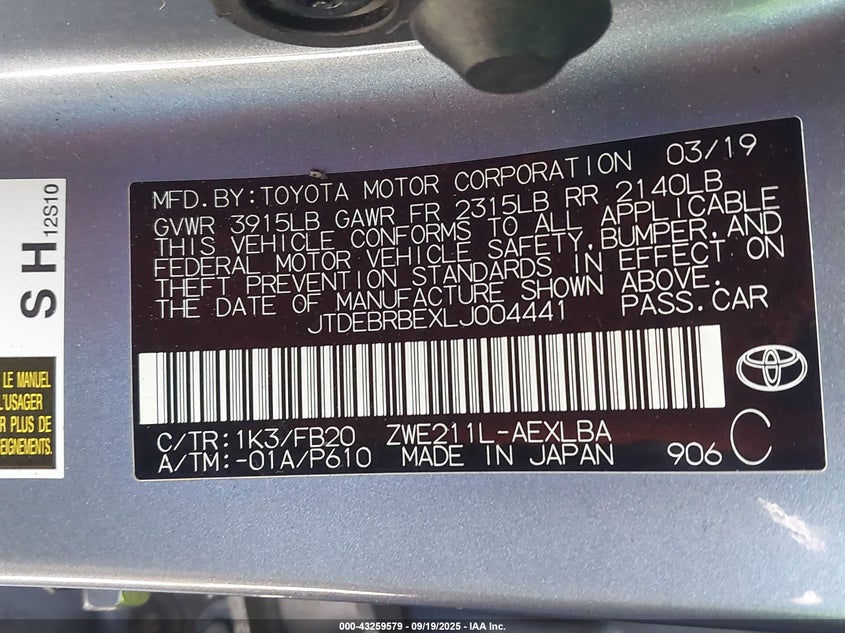 SH
12S10
LE MANUEL
L'USAGER
R PLUS DE
SEIGNEMENTS
MFD.BY:TOYOTA MOTOR CORPORATION 03/19
GVWR 3915LB GAWR FR 2315LB RR 2140LB
THIS VEHICLE CONFORMS TO ALL APPLICABLE
FEDERAL MOTOR VEHICLE SAFETY,BUMPER,AND
THEFT PREVENTION STANDARDS IN EFFECT ON
THE DATE OF MANUFACTURE SHOWN ABOVE.
JTDEBRBEXLJ004441 PASS.CAR
C/TR:1K3/FB20 ZWE211L-AEXLBA
A/TM:-01A/P610 MADE IN JAPAN 906 C
000-43259579 - 09/19/2025 - IAA Inc.